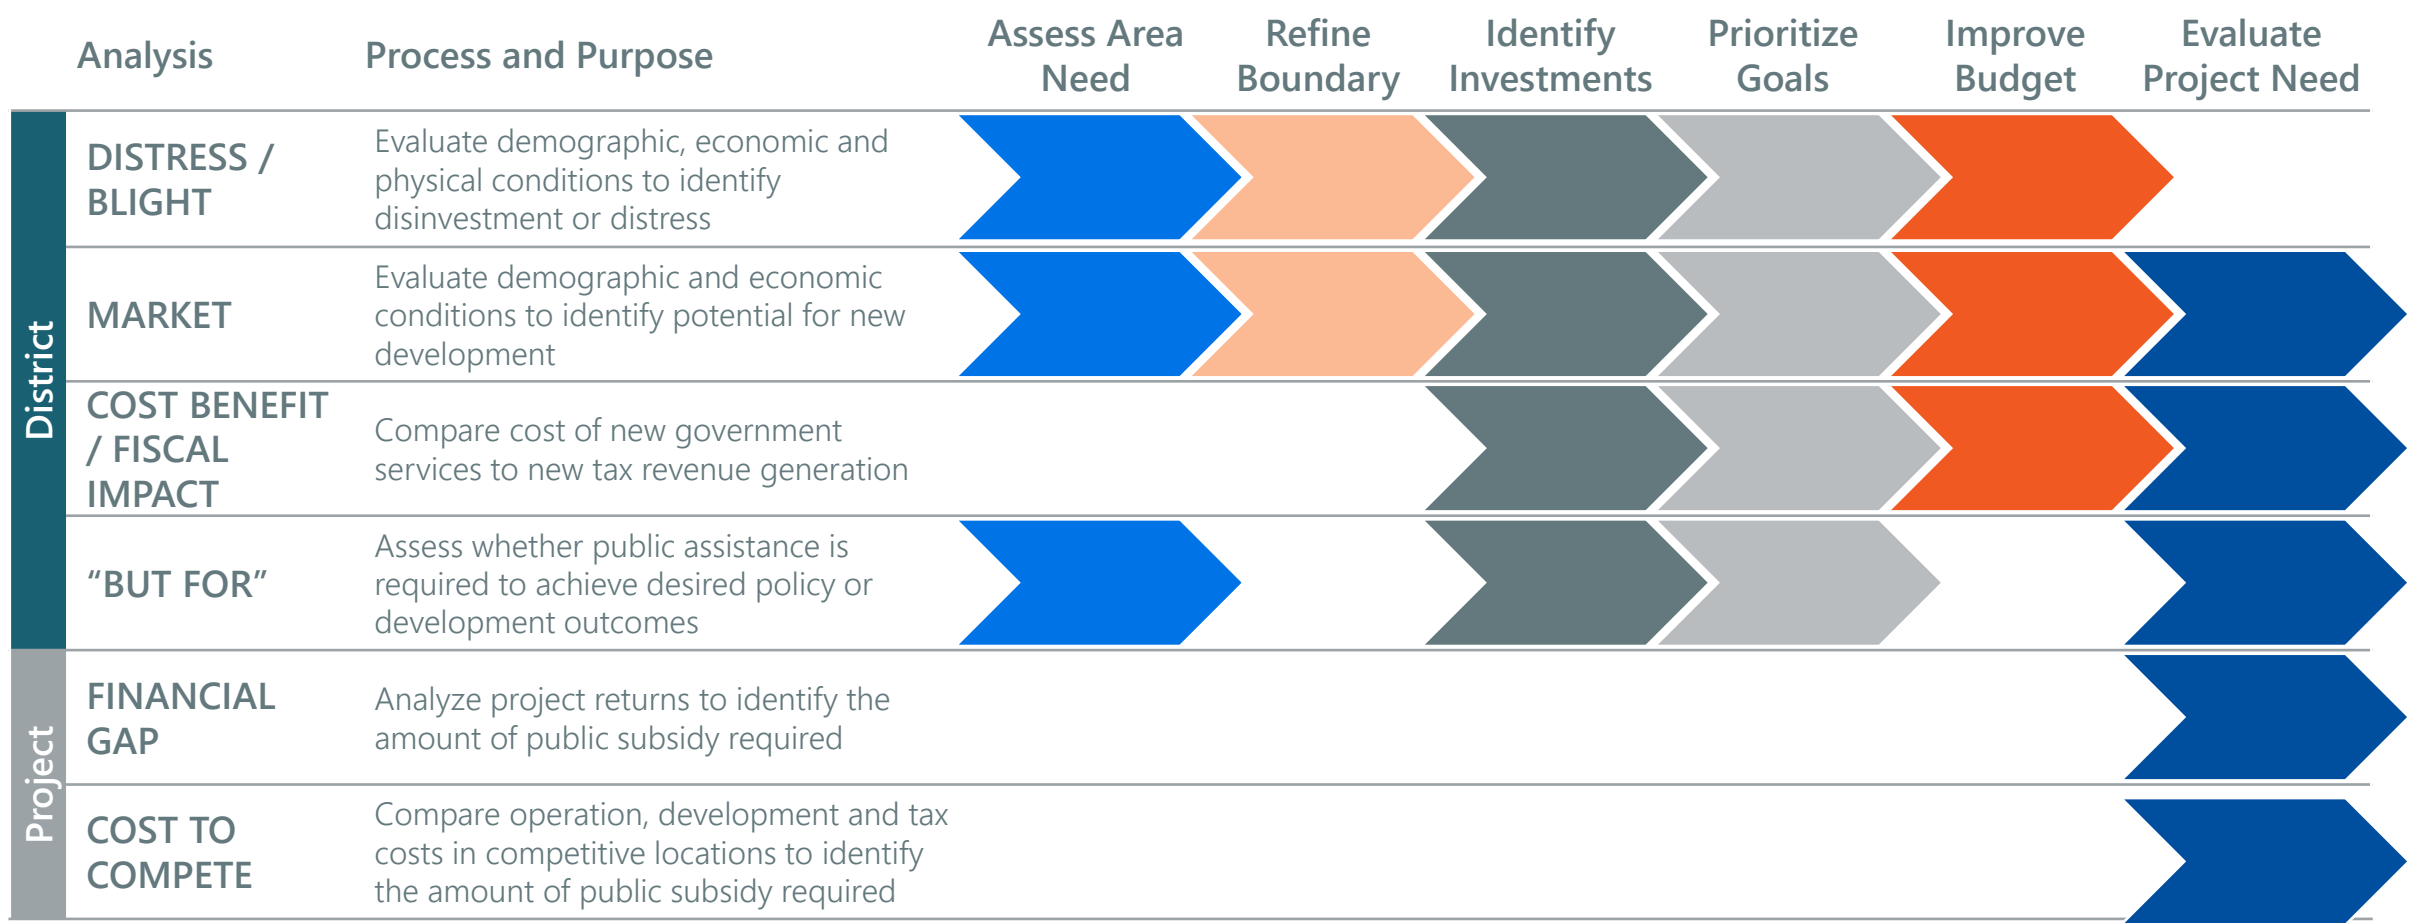 Analysis
Process and Purpose
Assess Area
Need
Refine
Boundary
Identify
Investments
Prioritize
Goals
Improve
Budget
Evaluate
Project Need
District
DISTRESS /
BLIGHT
Evaluate demographic, economic and
physical conditions to identify
disinvestment or distress
MARKET
Evaluate demographic and economic
conditions to identify potential for new
development
COST BENEFIT
/ FISCAL
IMPACT
Compare cost of new government
services to new tax revenue generation
“BUT FOR”
Assess whether public assistance is
required to achieve desired policy or
development outcomes
Project
FINANCIAL
GAP
Analyze project returns to identify the
amount of public subsidy required
COST TO
COMPETE
Compare operation, development and tax
costs in competitive locations to identify
the amount of public subsidy required